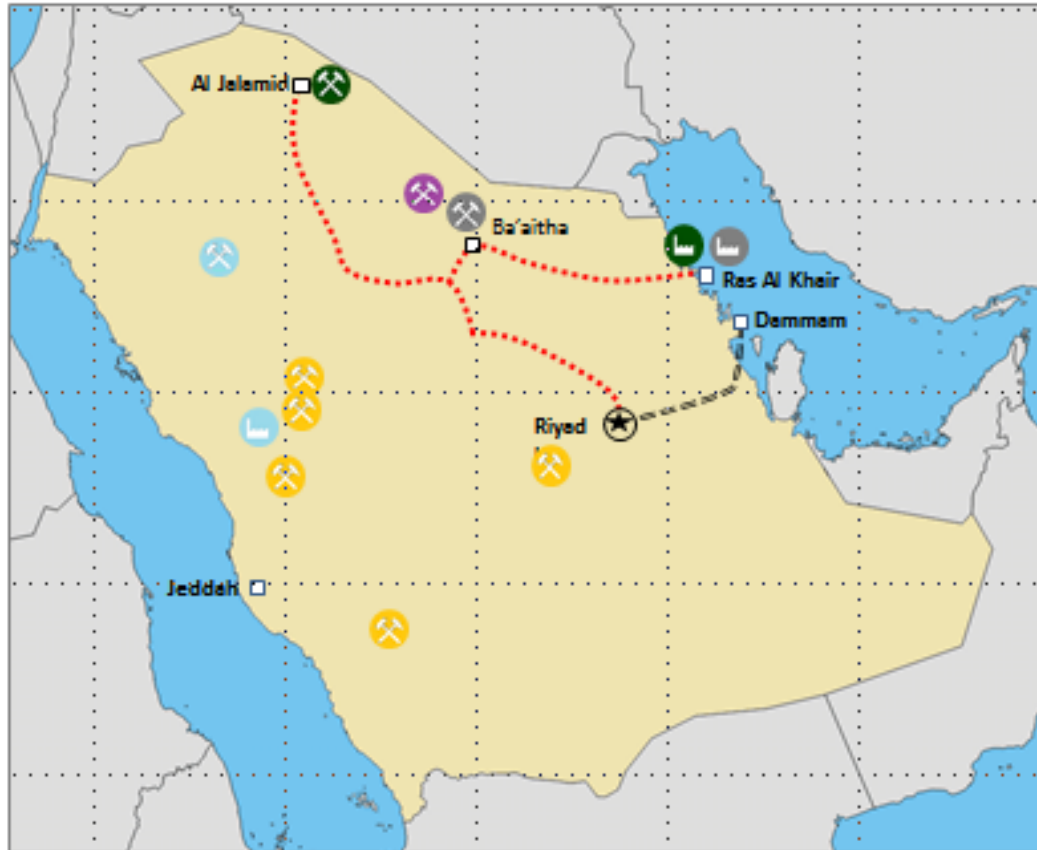 Al Jalamid
Ba'aitha
Ras Al Khair
Dammam
Riyad
Jeddah